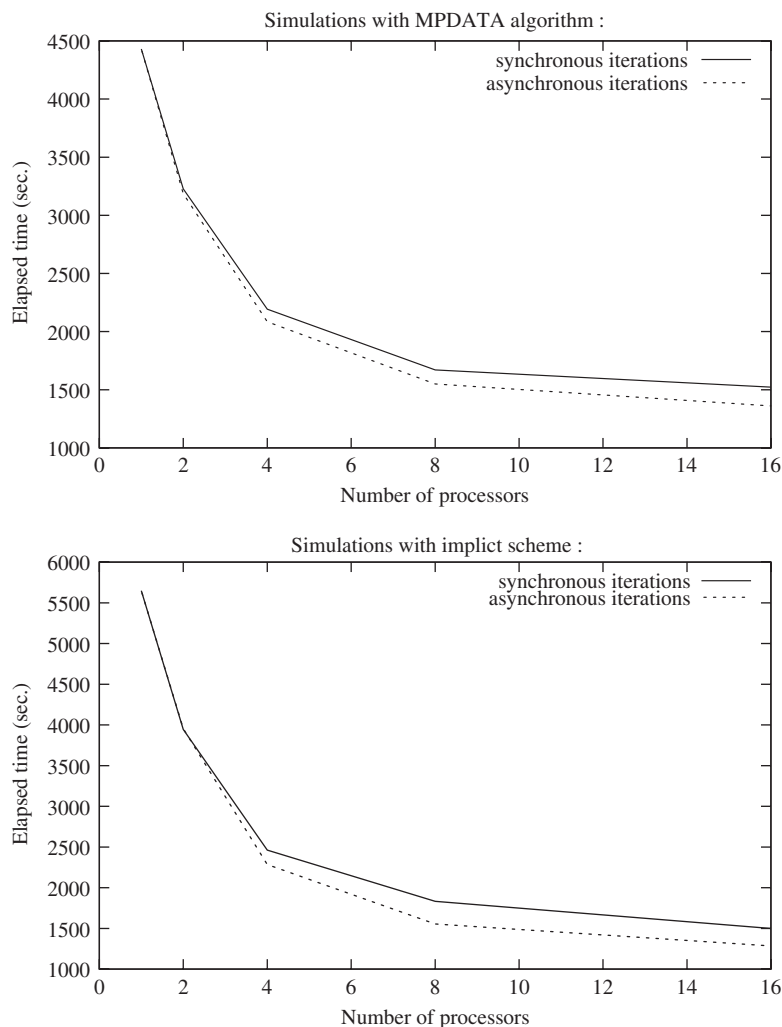 Simulations with MPDATA algorithm :
4500
4000
3500
3000
2500
2000
1500
1000
Elapsed time (sec.)
synchronous iterations
asynchronous iterations
0 2 4 6 8 10 12 14 16
Number of processors
Simulations with implict scheme :
6000
5500
5000
4500
4000
3500
3000
2500
2000
1500
1000
Elapsed time (sec.)
synchronous iterations
asynchronous iterations
0 2 4 6 8 10 12 14 16
Number of processors